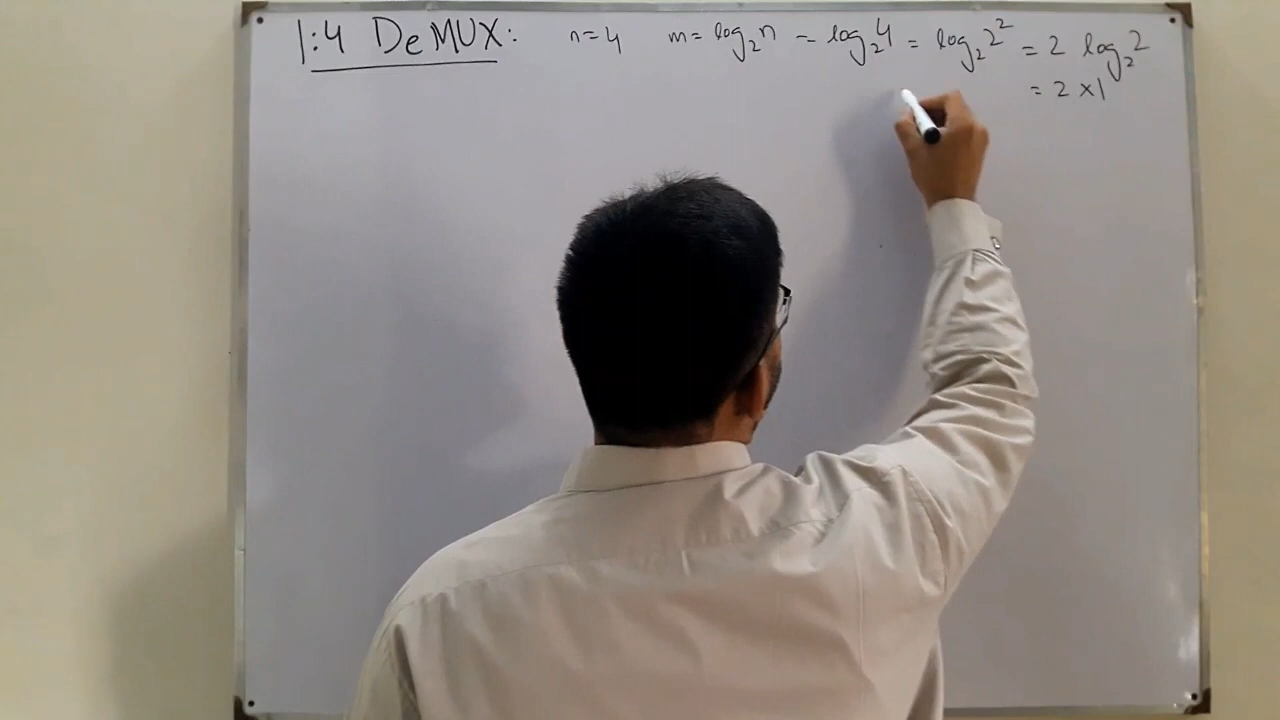 1:4 DeMUX: n=4 m= log₂n = log₂4 = log₂2² = 2 log₂2
= 2 ×1